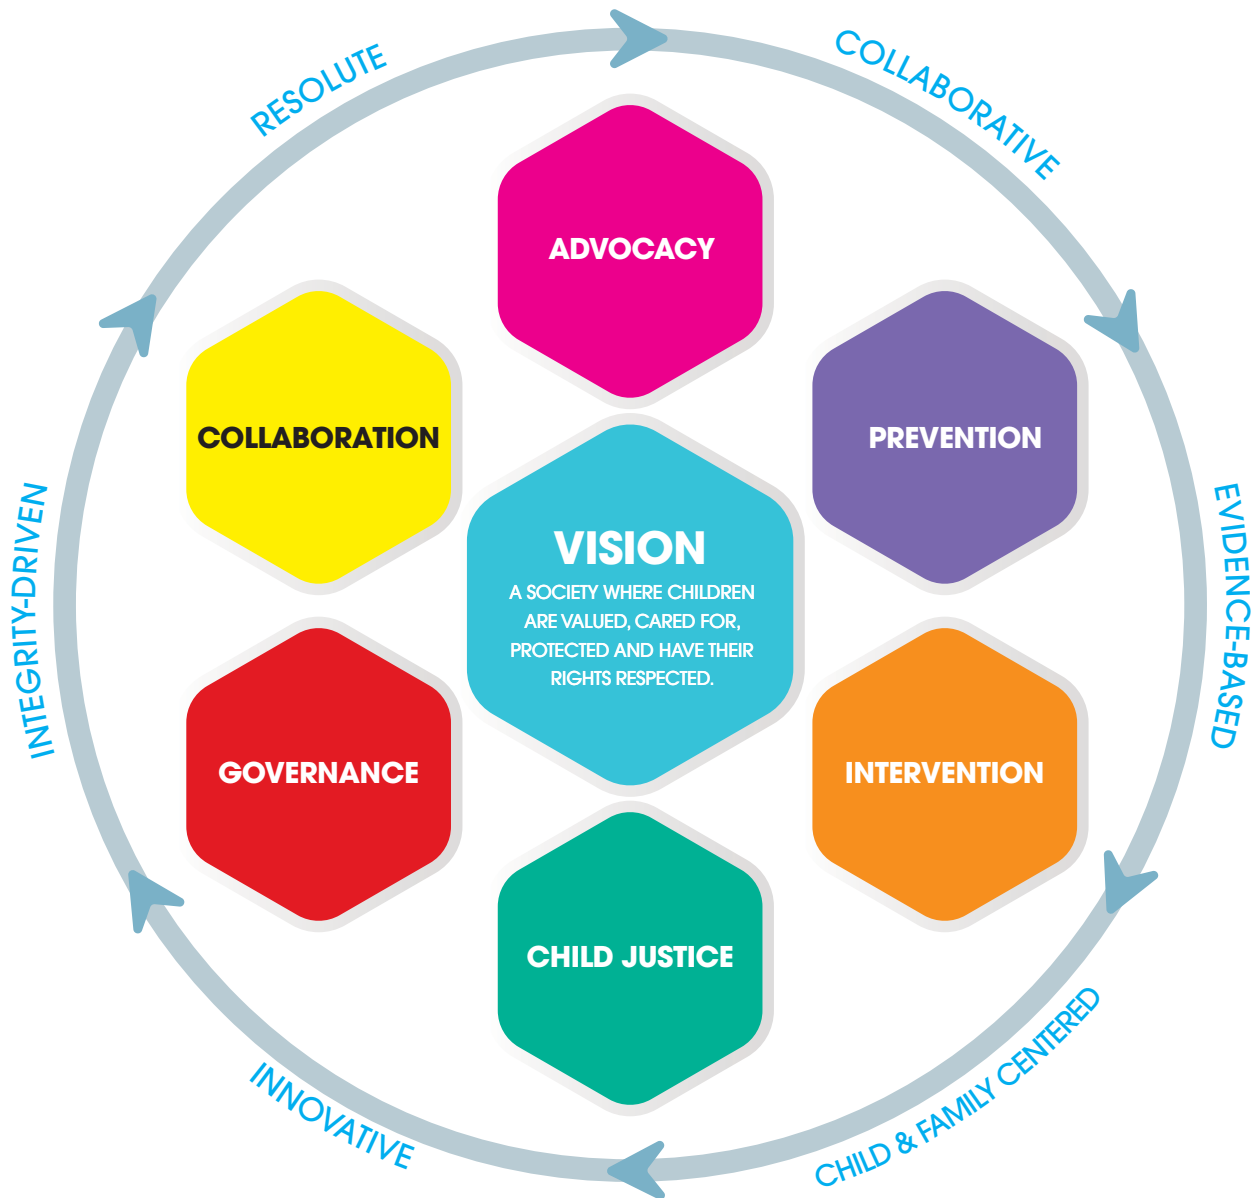 RESOLUTE
COLLABORATIVE
ADVOCACY
COLLABORATION
PREVENTION
VISION
A SOCIETY WHERE CHILDREN
ARE VALUED, CARED FOR,
PROTECTED AND HAVE THEIR
RIGHTS RESPECTED.
INTEGRITY-DRIVEN
EVIDENCE-BASED
GOVERNANCE
INTERVENTION
CHILD JUSTICE
INNOVATIVE
CHILD & FAMILY CENTERED